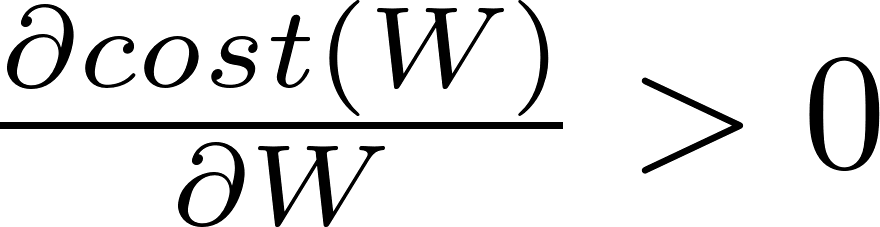 ∂cost(W)
∂W
> 0